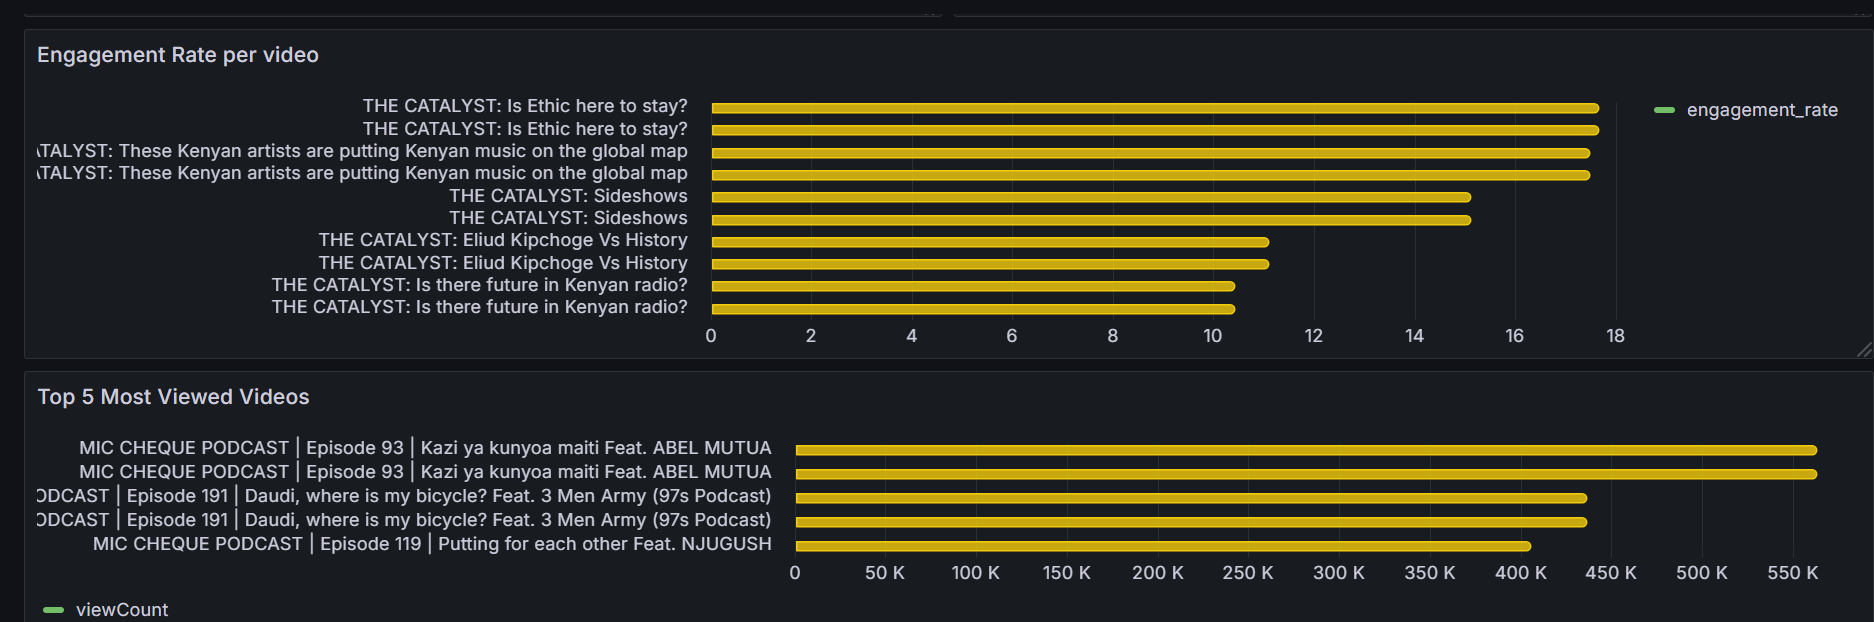 Engagement Rate per video
THE CATALYST: Is Ethic here to stay?
THE CATALYST: Is Ethic here to stay?
ATALYST: These Kenyan artists are putting Kenyan music on the global map
ATALYST: These Kenyan artists are putting Kenyan music on the global map
THE CATALYST: Sideshows
THE CATALYST: Sideshows
THE CATALYST: Eliud Kipchoge Vs History
THE CATALYST: Eliud Kipchoge Vs History
THE CATALYST: Is there future in Kenyan radio?
THE CATALYST: Is there future in Kenyan radio?
0 2 4 6 8 10 12 14 16 18
engagement_rate
Top 5 Most Viewed Videos
MIC CHEQUE PODCAST | Episode 93 | Kazi ya kunyoa maiti Feat. ABEL MUTUA
MIC CHEQUE PODCAST | Episode 93 | Kazi ya kunyoa maiti Feat. ABEL MUTUA
ODCAST | Episode 191 | Daudi, where is my bicycle? Feat. 3 Men Army (97s Podcast)
ODCAST | Episode 191 | Daudi, where is my bicycle? Feat. 3 Men Army (97s Podcast)
MIC CHEQUE PODCAST | Episode 119 | Putting for each other Feat. NJUGUSH
0 50 K 100 K 150 K 200 K 250 K 300 K 350 K 400 K 450 K 500 K 550 K
viewCount